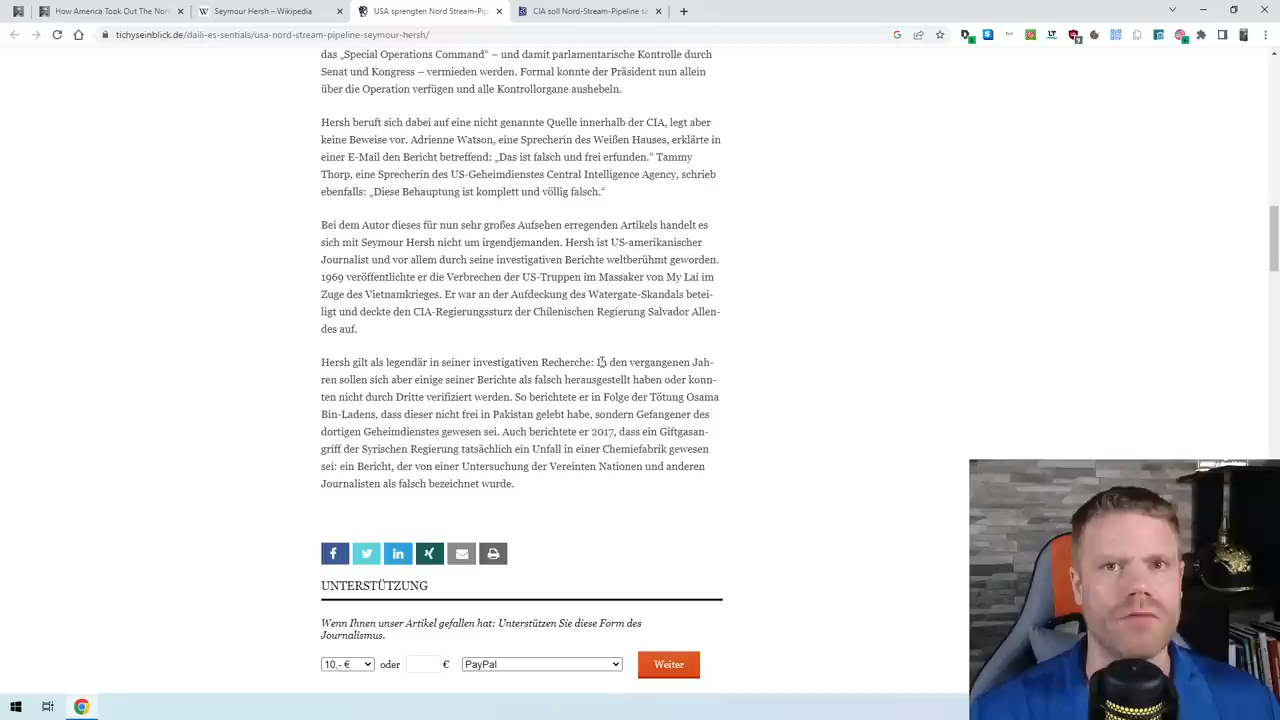 How America Took Out The Nor
Seymour Hersh – Wikipedia
USA sprengten Nord Stream-Pip
CIA soll Nord-Stream-Pipeline sa
tichyseinblick.de/daili-es-sentials/usa-nord-stream-pipeline-seymour-hersh/
das „Special Operations Command“ – und damit parlamentarische Kontrolle durch
Senat und Kongress – vermieden werden. Formal konnte der Präsident nun allein
über die Operation verfügen und alle Kontrollorgane aushebeln.
Hersh beruft sich dabei auf eine nicht genannte Quelle innerhalb der CIA, legt aber
keine Beweise vor. Adrienne Watson, eine Sprecherin des Weißen Hauses, erklärte in
einer E-Mail den Bericht betreffend: „Das ist falsch und frei erfunden." Tammy
Thorp, eine Sprecherin des US-Geheimdienstes Central Intelligence Agency, schrieb
ebenfalls: „Diese Behauptung ist komplett und völlig falsch.“
Bei dem Autor dieses für nun sehr großes Aufsehen erregenden Artikels handelt es
sich mit Seymour Hersh nicht um irgendjemanden. Hersh ist US-amerikanischer
Journalist und vor allem durch seine investigativen Berichte weltberühmt geworden.
1969 veröffentlichte er die Verbrechen der US-Truppen im Massaker von My Lai im
Zuge des Vietnamkrieges. Er war an der Aufdeckung des Watergate-Skandals betei-
ligt und deckte den CIA-Regierungssturz der Chilenischen Regierung Salvador Allen-
des auf.
Hersh gilt als legendär in seiner investigativen Recherche: In den vergangenen Jah-
ren sollen sich aber einige seiner Berichte als falsch herausgestellt haben oder konn-
ten nicht durch Dritte verifiziert werden. So berichtete er in Folge der Tötung Osama
Bin-Ladens, dass dieser nicht frei in Pakistan gelebt habe, sondern Gefangener des
dortigen Geheimdienstes gewesen sei. Auch berichtete er 2017, dass ein Giftgasan-
griff der Syrischen Regierung tatsächlich ein Unfall in einer Chemiefabrik gewesen
sei: ein Bericht, der von einer Untersuchung der Vereinten Nationen und anderen
Journalisten als falsch bezeichnet wurde.
UNTERSTÜTZUNG
Wenn Ihnen unser Artikel gefallen hat: Unterstützen Sie diese Form des
Journalismus.
10,- € oder € PayPal Weiter